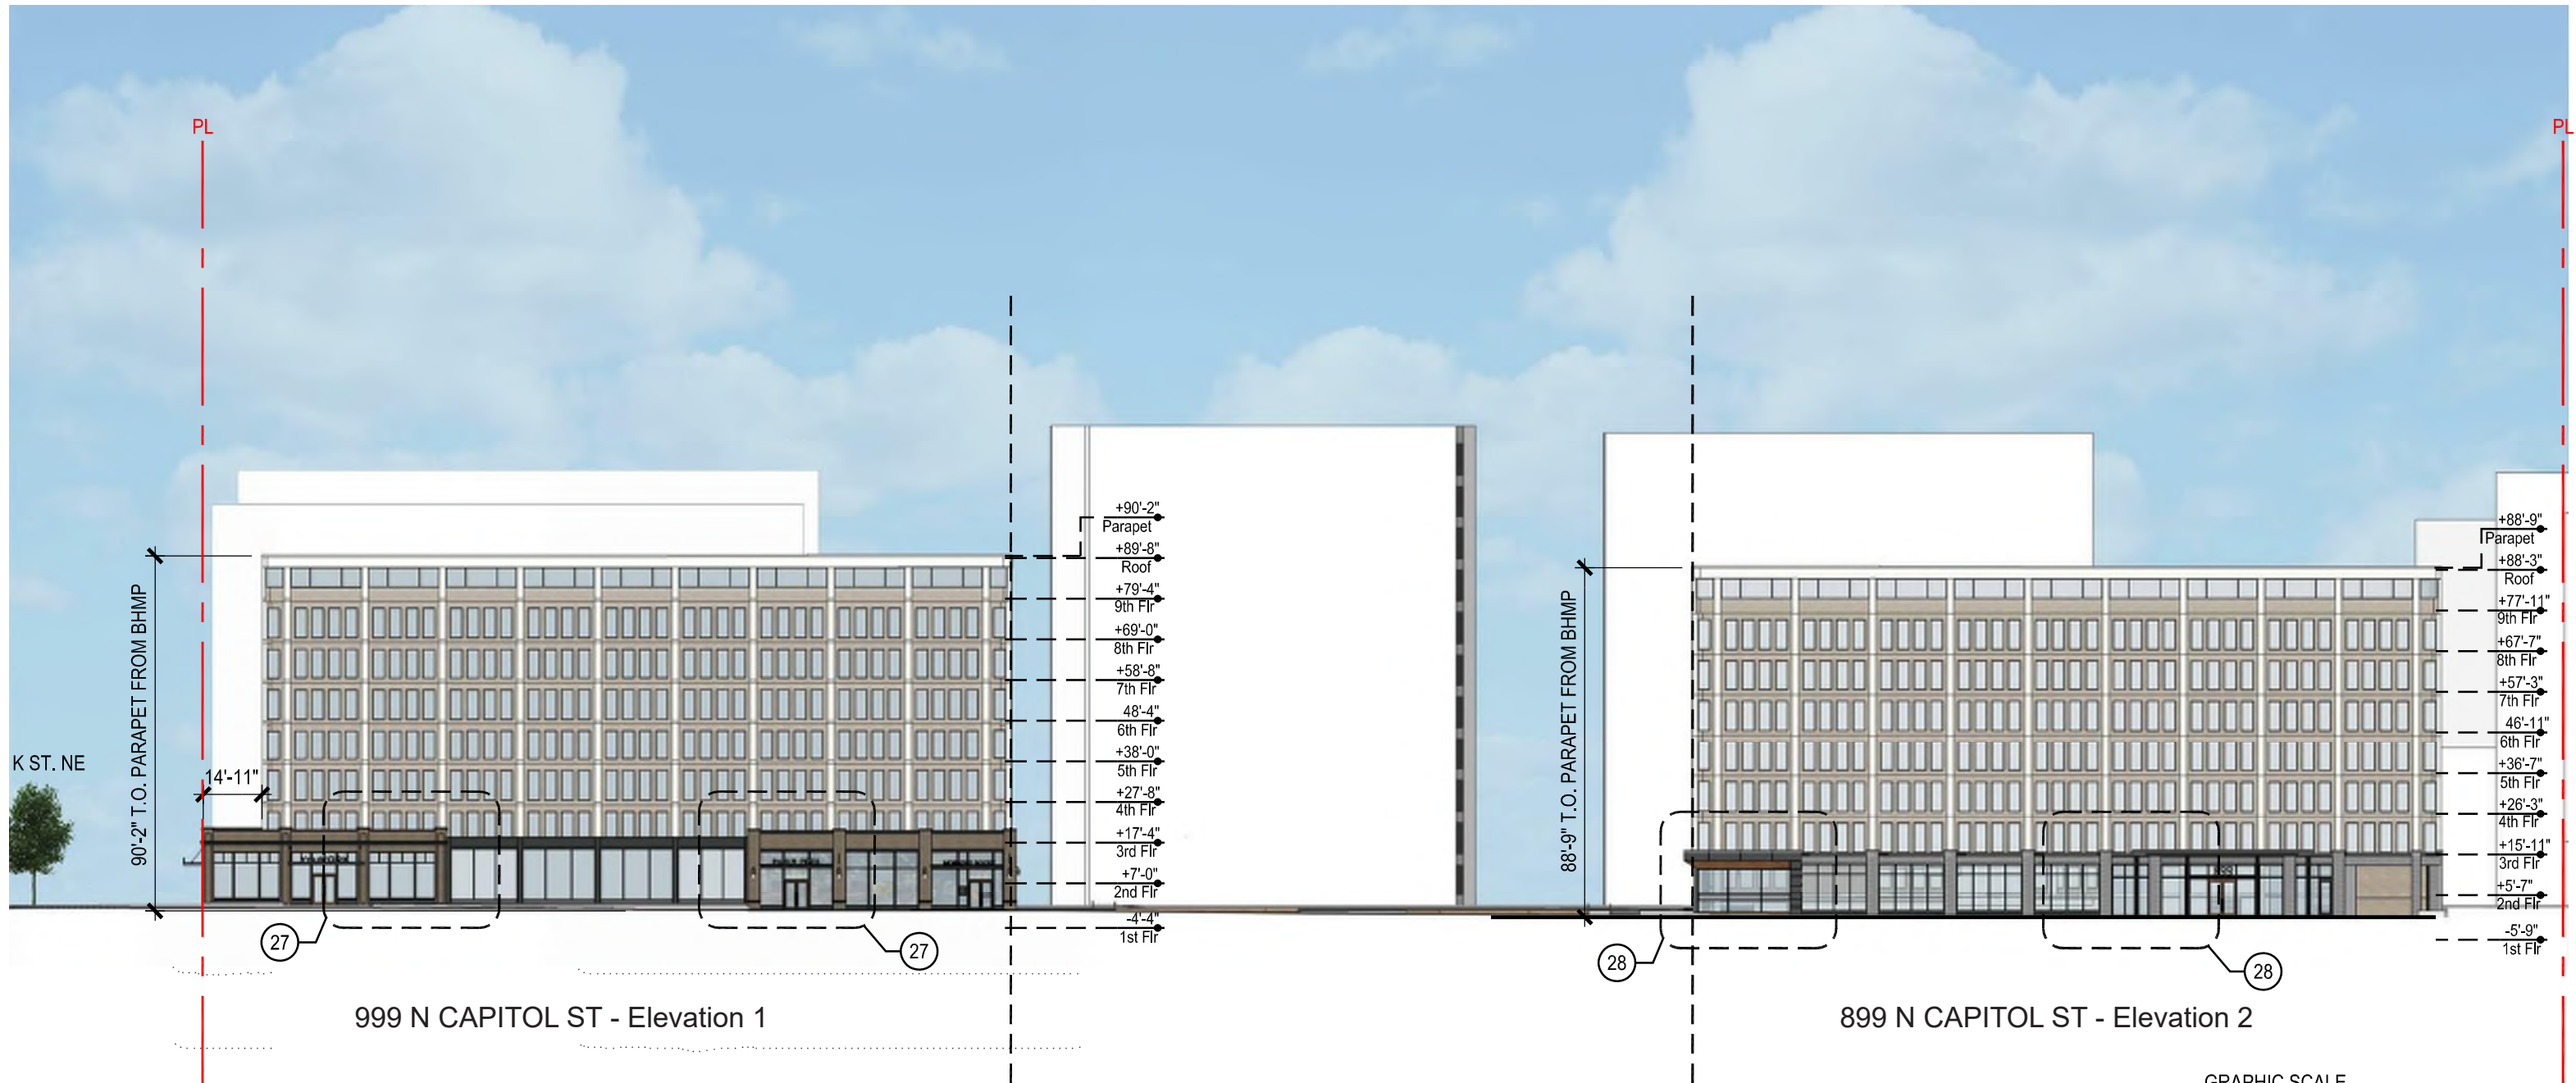 PL
PL
90'-2" T.O. PARAPET FROM BHMP
K ST. NE
14'-11"
+90'-2"
Parapet
+89'-8"
Roof
+79'-4"
9th Flr
+69'-0"
8th Flr
+58'-8"
7th Flr
48'-4"
6th Flr
+38'-0"
5th Flr
+27'-8"
4th Flr
+17'-4"
3rd Flr
+7'-0"
2nd Flr
-4'-4"
1st Flr
27
27
999 N CAPITOL ST - Elevation 1
88'-9" T.O. PARAPET FROM BHMP
+88'-9"
Parapet
+88'-3"
Roof
+77'-11"
9th Flr
+67'-7"
8th Flr
+57'-3"
7th Flr
46'-11"
6th Flr
+36'-7"
5th Flr
+26'-3"
4th Flr
+15'-11"
3rd Flr
+5'-7"
2nd Flr
-5'-9"
1st Flr
28
28
899 N CAPITOL ST - Elevation 2
GRAPHIC SCALE